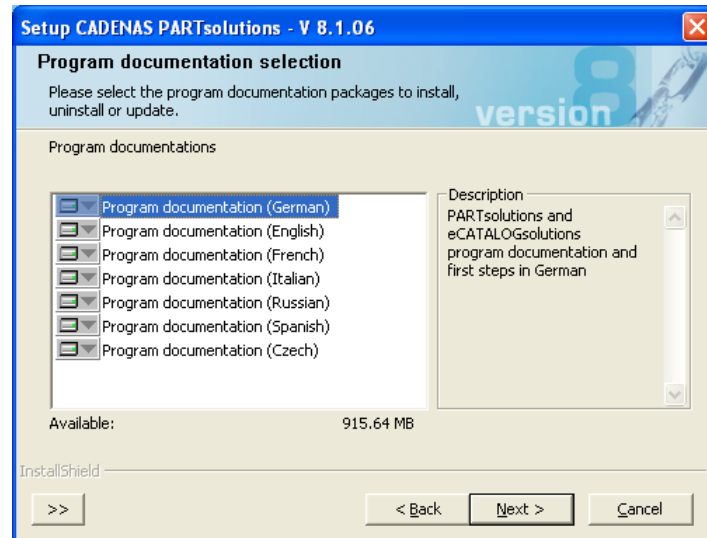 Setup CADENAS PARTsolutions - V 8.1.06
Program documentation selection
Please select the program documentation packages to install,
uninstall or update.
version 8
Program documentations
Program documentation (German)
Program documentation (English)
Program documentation (French)
Program documentation (Italian)
Program documentation (Russian)
Program documentation (Spanish)
Program documentation (Czech)
Description
PARTsolutions and
eCATALOGsolutions
program documentation and
first steps in German
Available: 915.64 MB
InstallShield
>> < Back Next > Cancel